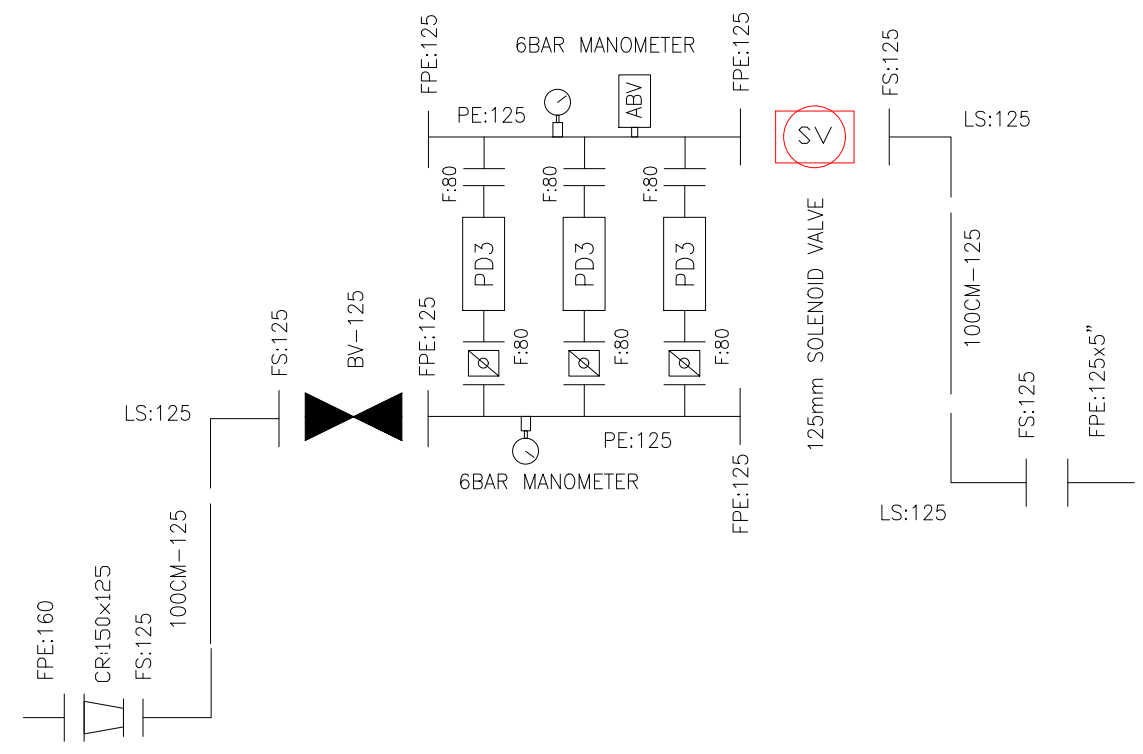 6BAR MANOMETER
FPE:125
FPE:125
FS:125
PE:125
ABV
SV
LS:125
F:80
F:80
F:80
PD3
PD3
PD3
125mm SOLENOID VALVE
100CM-125
FS:125
BV-125
FPE:125
F:80
F:80
F:80
LS:125
PE:125
6BAR MANOMETER
FPE:125
FS:125
FPE:125x5"
LS:125
100CM-125
FPE:160
CR:150x125
FS:125